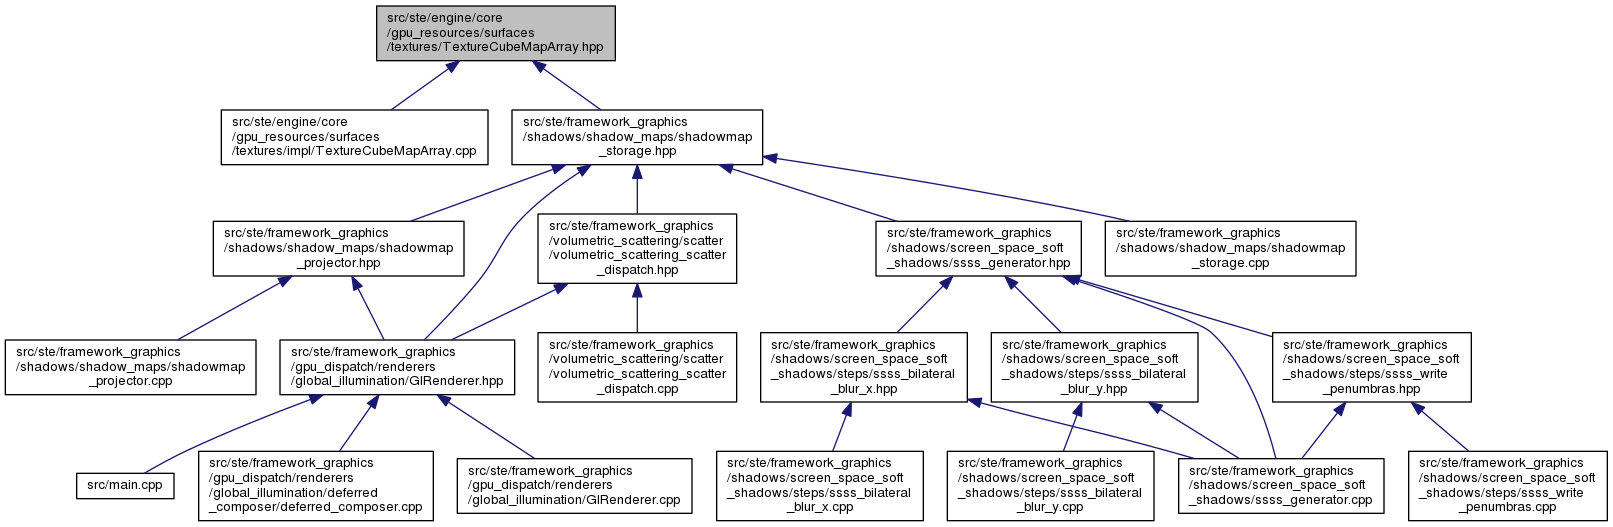 src/ste/engine/core
/gpu_resources/surfaces
/textures/TextureCubeMapArray.hpp
src/ste/engine/core
/gpu_resources/surfaces
/textures/impl/TextureCubeMapArray.cpp
src/ste/framework_graphics
/shadows/shadow_maps/shadowmap
_storage.hpp
src/ste/framework_graphics
/shadows/shadow_maps/shadowmap
_projector.hpp
src/ste/framework_graphics
/volumetric_scattering/scatter
/volumetric_scattering_scatter
_dispatch.hpp
src/ste/framework_graphics
/shadows/screen_space_soft
_shadows/ssss_generator.hpp
src/ste/framework_graphics
/shadows/shadow_maps/shadowmap
_storage.cpp
src/ste/framework_graphics
/shadows/shadow_maps/shadowmap
_projector.cpp
src/ste/framework_graphics
/gpu_dispatch/renderers
/global_illumination/GIRenderer.hpp
src/ste/framework_graphics
/volumetric_scattering/scatter
/volumetric_scattering_scatter
_dispatch.cpp
src/ste/framework_graphics
/shadows/screen_space_soft
_shadows/steps/ssss_bilateral
_blur_x.hpp
src/ste/framework_graphics
/shadows/screen_space_soft
_shadows/steps/ssss_bilateral
_blur_y.hpp
src/ste/framework_graphics
/shadows/screen_space_soft
_shadows/steps/ssss_write
_penumbras.hpp
src/main.cpp
src/ste/framework_graphics
/gpu_dispatch/renderers
/global_illumination/deferred
_composer/deferred_composer.cpp
src/ste/framework_graphics
/gpu_dispatch/renderers
/global_illumination/GIRenderer.cpp
src/ste/framework_graphics
/shadows/screen_space_soft
_shadows/steps/ssss_bilateral
_blur_x.cpp
src/ste/framework_graphics
/shadows/screen_space_soft
_shadows/steps/ssss_bilateral
_blur_y.cpp
src/ste/framework_graphics
/shadows/screen_space_soft
_shadows/ssss_generator.cpp
src/ste/framework_graphics
/shadows/screen_space_soft
_shadows/steps/ssss_write
_penumbras.cpp